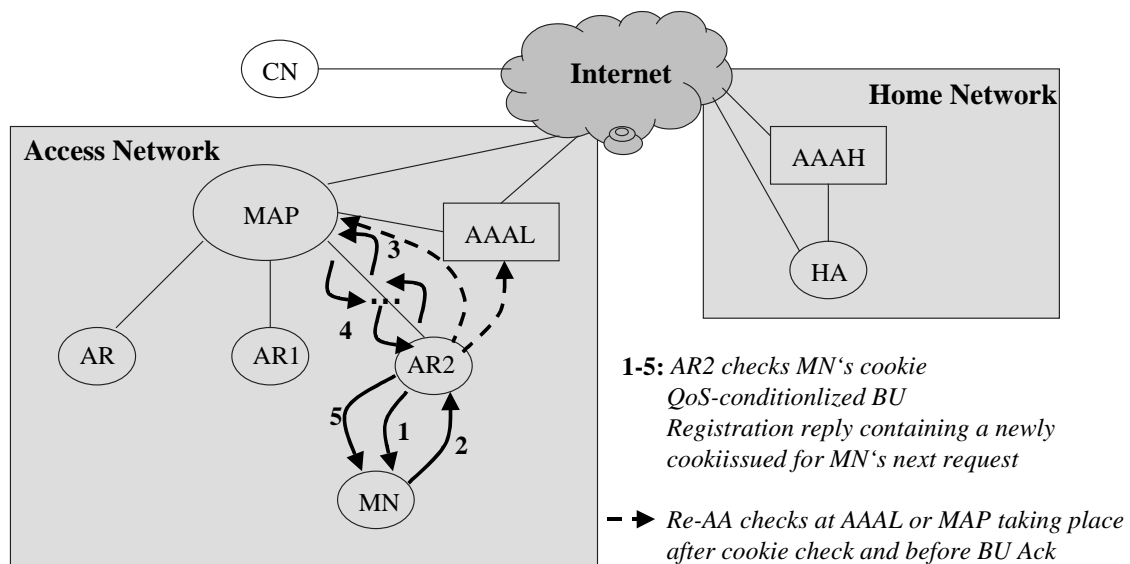 CN
Internet
Home Network
Access Network
AAAH
MAP
AAAL
3
HA
...
4
AR
AR1
AR2
1-5: AR2 checks MN‘s cookie
QoS-conditionlized BU
5
1
2
Registration reply containing a newly
cookiissued for MN‘s next request
MN
Re-AA checks at AAAL or MAP taking place
after cookie check and before BU Ack